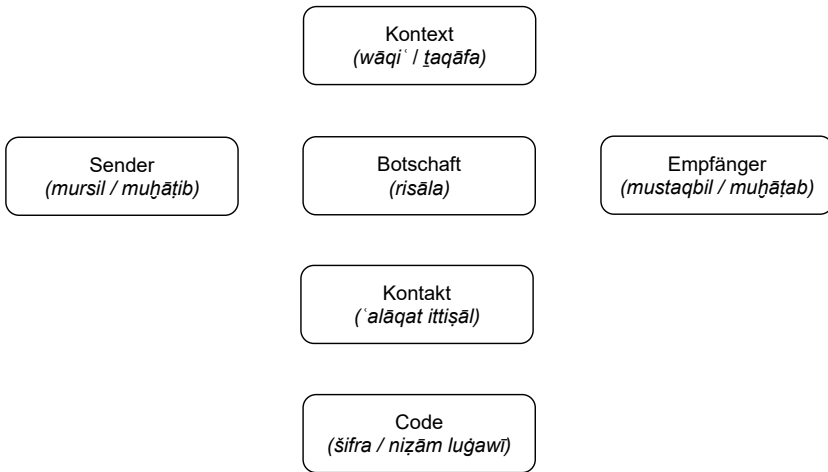 Kontext
(wāqiʿ / ṯaqāfa)
Sender
(mursil / muḫāṭib)
Botschaft
(risāla)
Empfänger
(mustaqbil / muḫāṭab)
Kontakt
(ʿalāqat ittiṣāl)
Code
(šifra / niẓām luġawī)